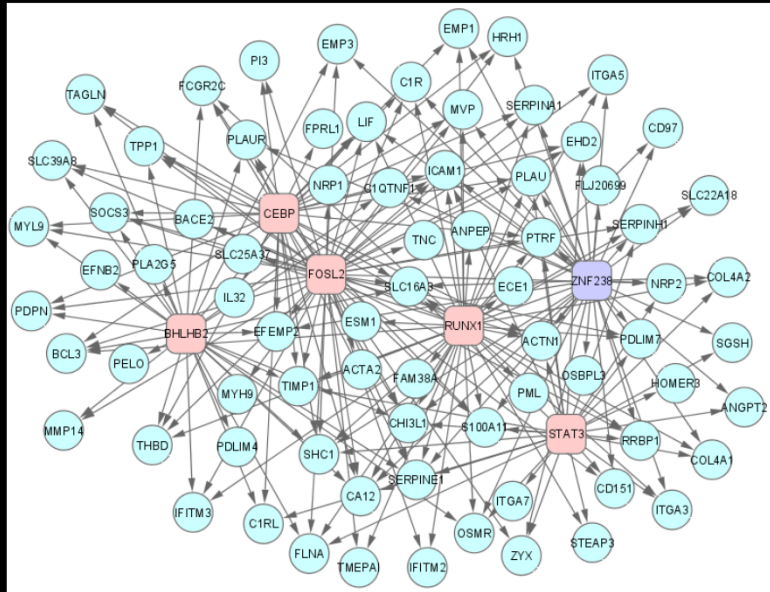 EMP1
HRH1
EMP3
PI3
ITGA5
FCGR2C
C1R
TAGLN
MVP
SERPINA1
CD97
FPRL1
LIF
PLAUR
TPP1
EHD2
SLC39A8
ICAM1
PLAU
FLJ20699
NRP1
C1QTNF1
SLC22A18
SOCS3
BACE2
CEBP
MYL9
SERPINH1
ANPEP
PTRF
TNC
SLC25A37
PLA2G5
EFNB2
FOSL2
ZNF238
NRP2
COL4A2
SLC16A3
ECE1
IL32
PDPN
ESM1
RUNX1
BHLHB2
EFEMP2
ACTN1
PDLIM7
SGSH
BCL3
PELO
ACTA2
FAM38A
OSBPL3
HOMER3
TIMP1
MYH9
PML
ANGPT2
CHI3L1
MMP14
S100A11
STAT3
THBD
PDLIM4
SHC1
RRBP1
COL4A1
SERPINE1
CD151
CA12
ITGA7
ITGA3
IFITM3
C1RL
OSMR
STEAP3
FLNA
ZYX
TMEPAI
IFITM2